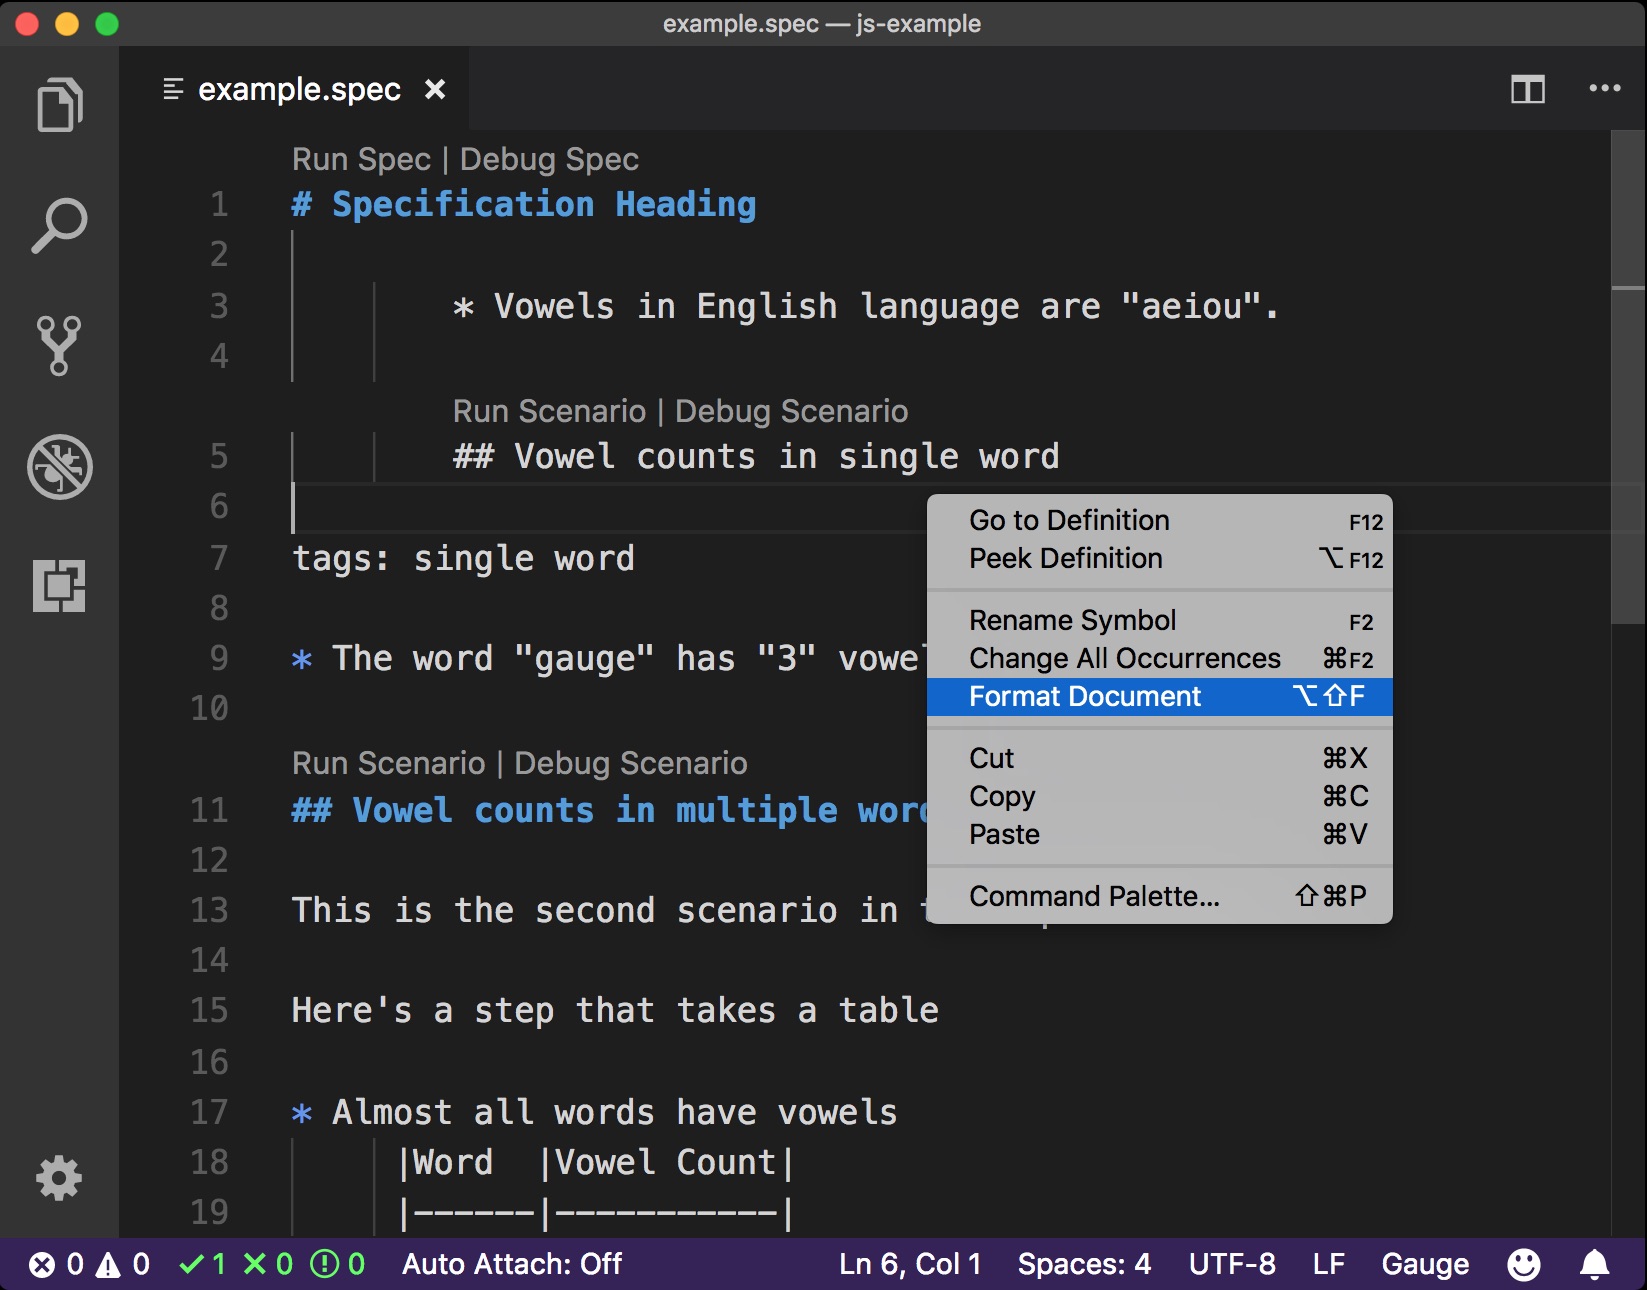 example.spec — js-example
example.spec
Run Spec | Debug Spec
1 # Specification Heading
2
3 * Vowels in English language are "aeiou".
4
Run Scenario | Debug Scenario
5 ## Vowel counts in single word
6
7 tags: single word
8
9 * The word "gauge" has "3"
10
Run Scenario | Debug Scenario
11 ## Vowel counts in multiple
12
13 This is the second scenario in
14
15 Here's a step that takes a table
16
17 * Almost all words have vowels
18 |Word |Vowel Count|
19 |------|-----------|
Go to Definition F12
Peek Definition ⌥F12
Rename Symbol F2
Change All Occurrences ⌘F2
Format Document ⌥⇧F
Cut ⌘X
Copy ⌘C
Paste ⌘V
Command Palette... ⇧⌘P
0 0 1 0 0 Auto Attach: Off Ln 6, Col 1 Spaces: 4 UTF-8 LF Gauge